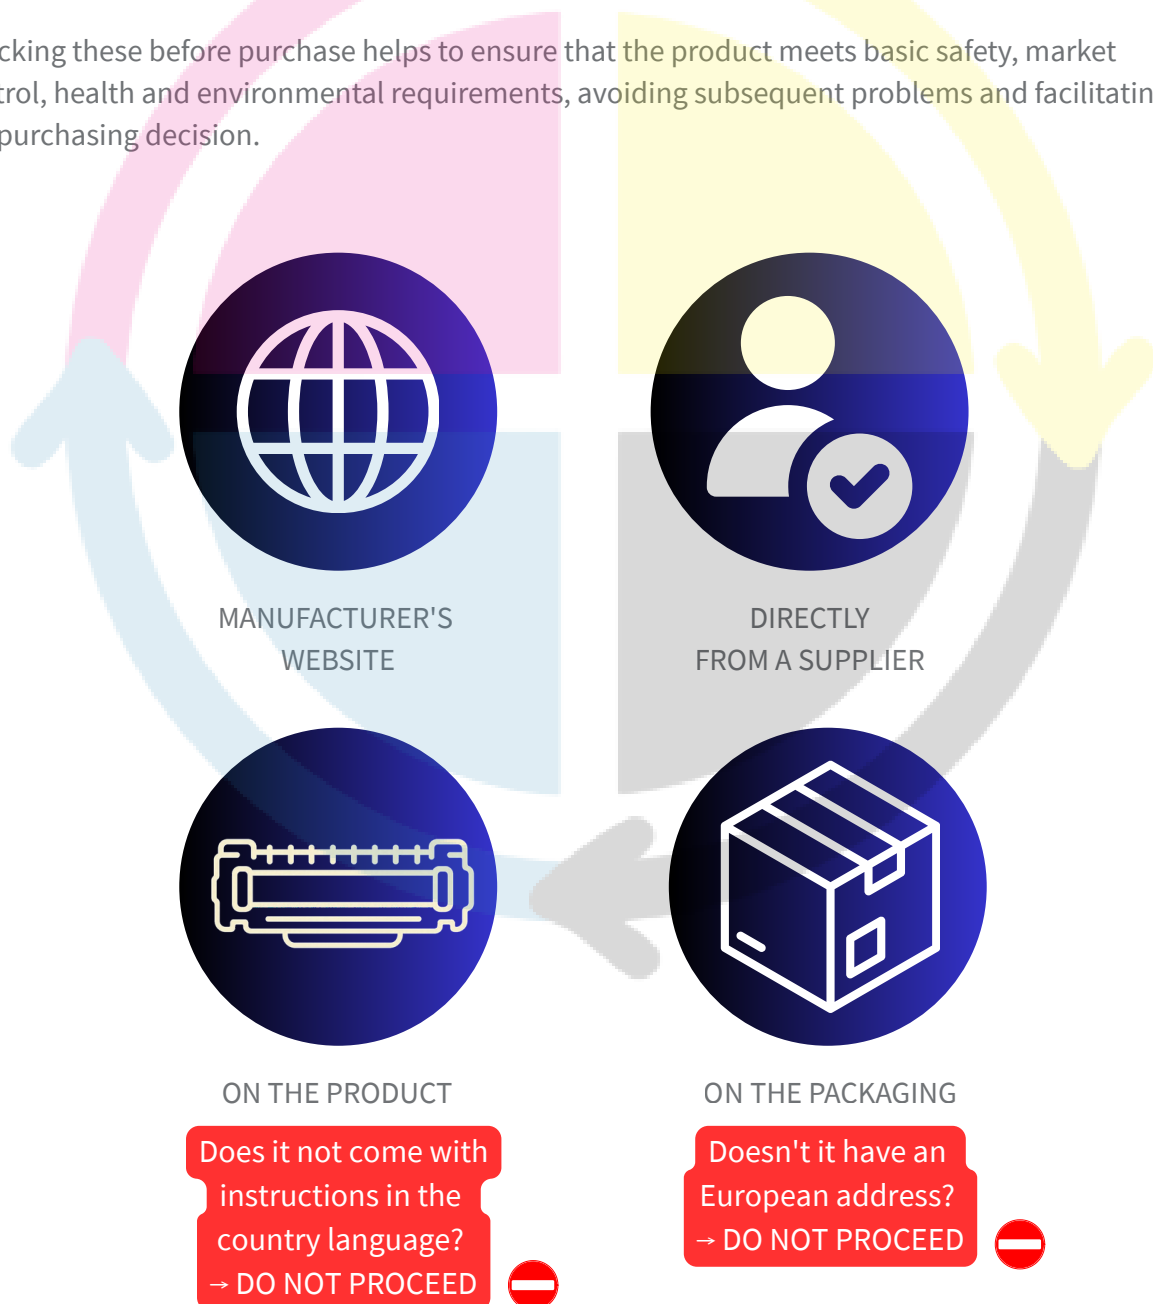 cking these before purchase helps to ensure that the product meets basic safety, market
trol, health and environmental requirements, avoiding subsequent problems and facilitatin
purchasing decision.
MANUFACTURER'S
WEBSITE
DIRECTLY
FROM A SUPPLIER
ON THE PRODUCT
Does it not come with
instructions in the
country language?
→ DO NOT PROCEED
ON THE PACKAGING
Doesn't it have an
European address?
→ DO NOT PROCEED